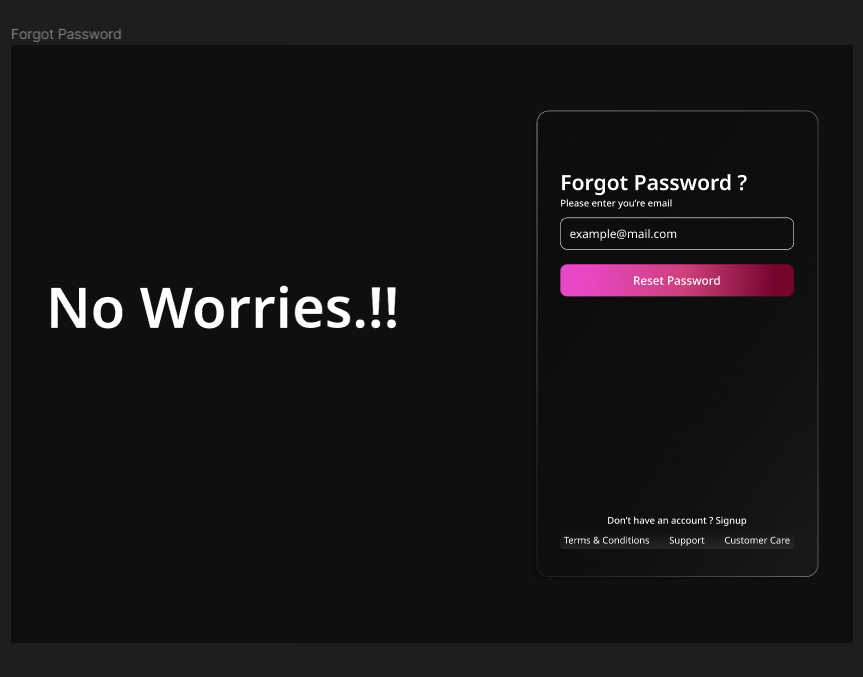 Forgot Password
No Worries.!!
Forgot Password ?
Please enter you're email
example@mail.com
Reset Password
Don't have an account ? Signup
Terms & Conditions Support Customer Care